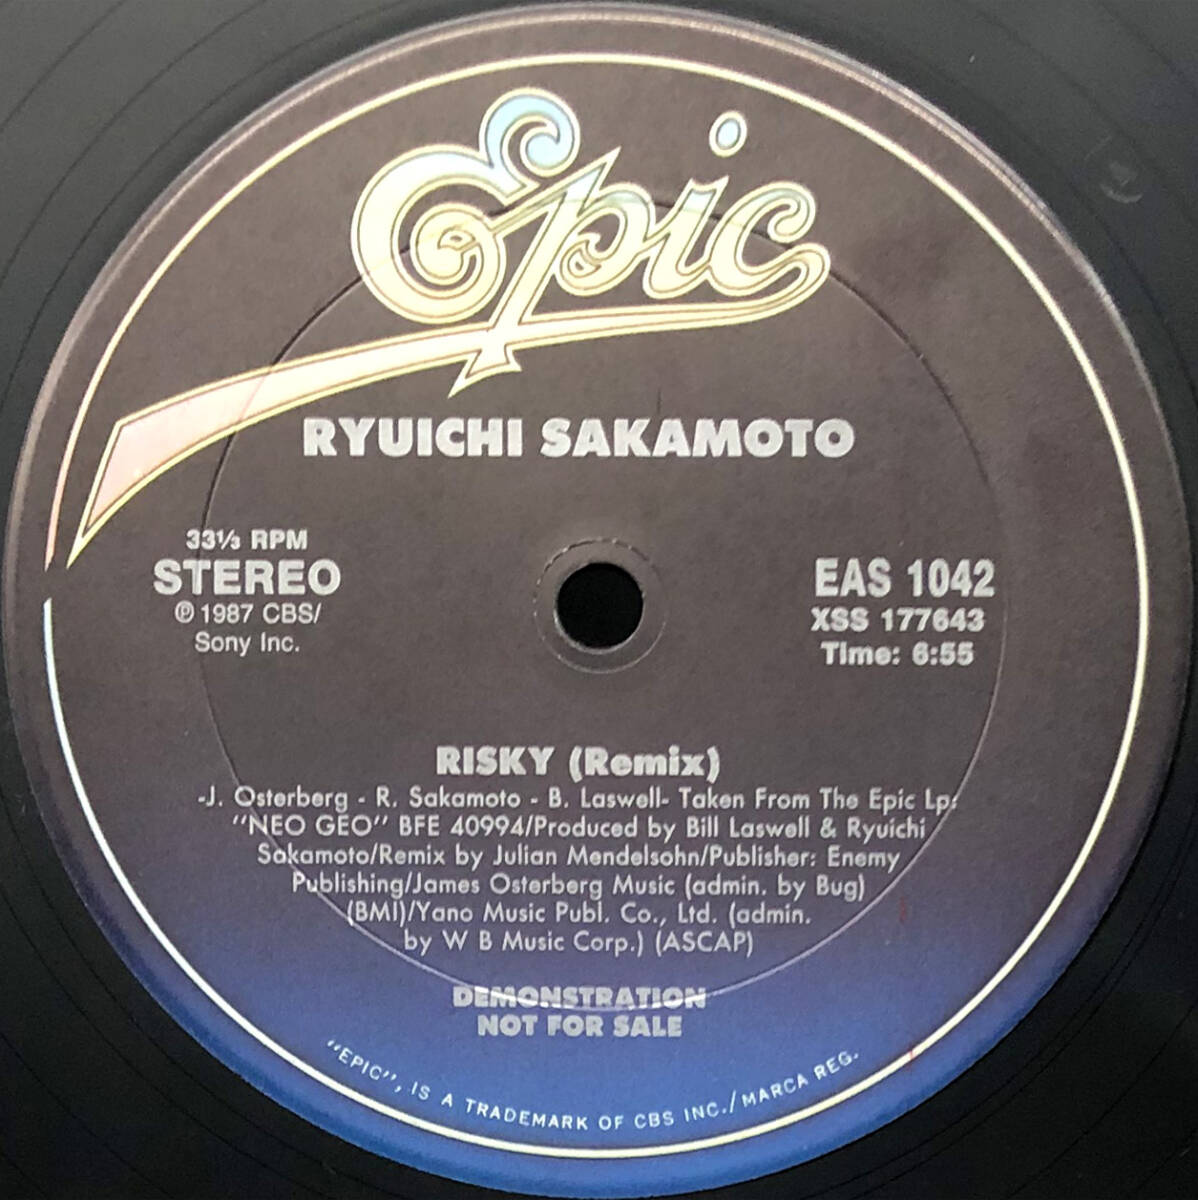 Epic
RYUICHI SAKAMOTO
33⅓ RPM
STEREO
℗ 1987 CBS/
Sony Inc.
EAS 1042
XSS 177643
Time: 6:55
RISKY (Remix)
-J. Osterberg - R. Sakamoto - B. Laswell- Taken From The Epic Lp:
"NEO GEO" BFE 40994/Produced by Bill Laswell & Ryuichi
Sakamoto/Remix by Julian Mendelsohn/Publisher: Enemy
Publishing/James Osterberg Music (admin. by Bug)
(BMI)/Yano Music Publ. Co., Ltd. (admin.
by W B Music Corp.) (ASCAP)
DEMONSTRATION
NOT FOR SALE
"EPIC", IS A TRADEMARK OF CBS INC./MARCA REG.